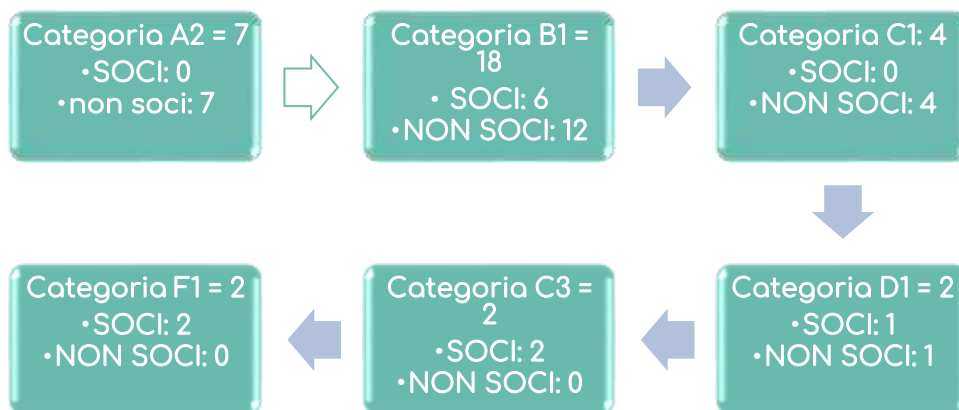 Categoria A2 = 7
•SOCI: 0
•non soci: 7
Categoria B1 =
18
• SOCI: 6
•NON SOCI: 12
Categoria C1: 4
•SOCI: 0
•NON SOCI: 4
Categoria D1 = 2
•SOCI: 1
•NON SOCI: 1
Categoria C3 =
2
•SOCI: 2
•NON SOCI: 0
Categoria F1 = 2
•SOCI: 2
•NON SOCI: 0